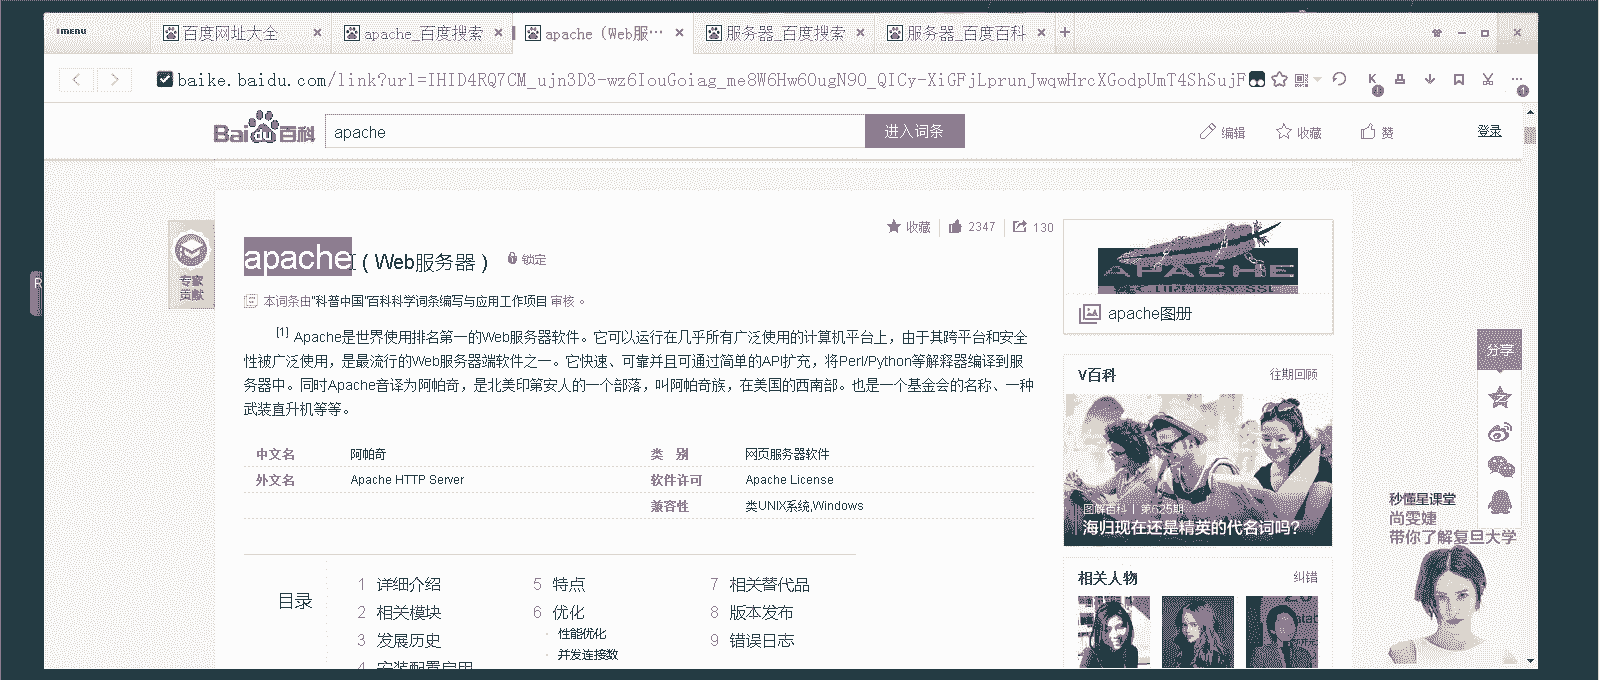 MENU
百度网址大全
apache_百度搜索
apache（Web服…
服务器_百度搜索
服务器_百度百科
baike.baidu.com/link?url=IHID4RQ7CM_ujn3D3-wz6IouGoiag_me8W6Hw6OugN9O_QICy-XiGFjLprunJwqwHrcXGodpUmT4ShSujF
Bai du 百科
apache
进入词条
编辑
收藏
赞
登录
专家
贡献
收藏 2347 130
apache（Web服务器）
锁定
本词条由“科普中国”百科科学词条编写与应用工作项目 审核 。
[1] Apache是世界使用排名第一的Web服务器软件。它可以运行在几乎所有广泛使用的计算机平台上，由于其跨平台和安全
性被广泛使用，是最流行的Web服务器端软件之一。它快速、可靠并且可通过简单的API扩充，将Perl/Python等解释器编译到服
务器中。同时Apache音译为阿帕奇，是北美印第安人的一个部落，叫阿帕奇族，在美国的西南部。也是一个基金会的名称、一种
武装直升机等等。
中文名 阿帕奇 类 别 网页服务器软件
外文名 Apache HTTP Server 软件许可 Apache License
兼容性 类UNIX系统,Windows
目录
1 详细介绍
2 相关模块
3 发展历史
4 安装配置启用
5 特点
6 优化
· 性能优化
· 并发连接数
7 相关替代品
8 版本发布
9 错误日志
APACHE
apache图册
V百科 往期回顾
图解百科 | 第625期
海归现在还是精英的代名词吗?
相关人物 纠错
分享
秒懂星课堂
尚雯婕
带你了解复旦大学